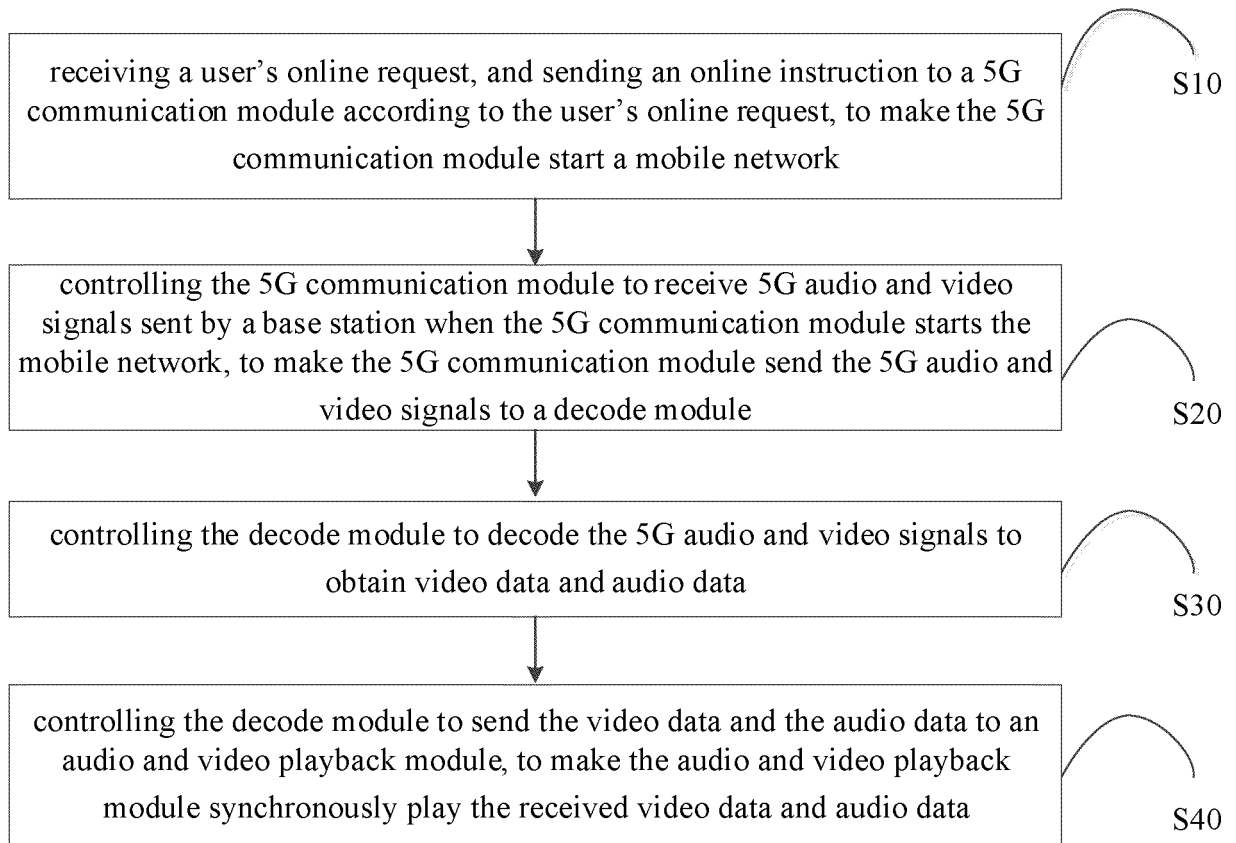 receiving a user's online request, and sending an online instruction to a 5G
communication module according to the user's online request, to make the 5G
communication module start a mobile network
S10
controlling the 5G communication module to receive 5G audio and video
signals sent by a base station when the 5G communication module starts the
mobile network, to make the 5G communication module send the 5G audio and
video signals to a decode module
S20
controlling the decode module to decode the 5G audio and video signals to
obtain video data and audio data
S30
controlling the decode module to send the video data and the audio data to an
audio and video playback module, to make the audio and video playback
module synchronously play the received video data and audio data
S40